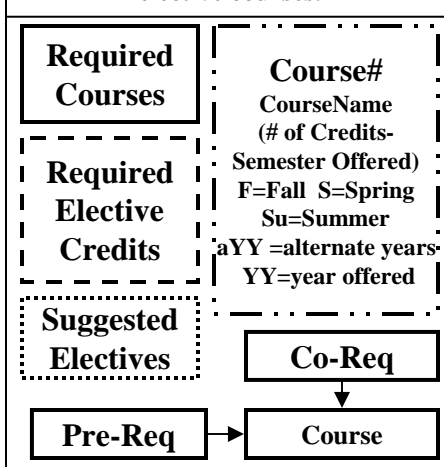 Required
Courses
Required
Elective
Credits
Suggested
Electives
Course#
CourseName
(# of Credits-
Semester Offered)
F=Fall S=Spring
Su=Summer
aYY =alternate years
YY=year offered
Co-Req
Pre-Req
Course